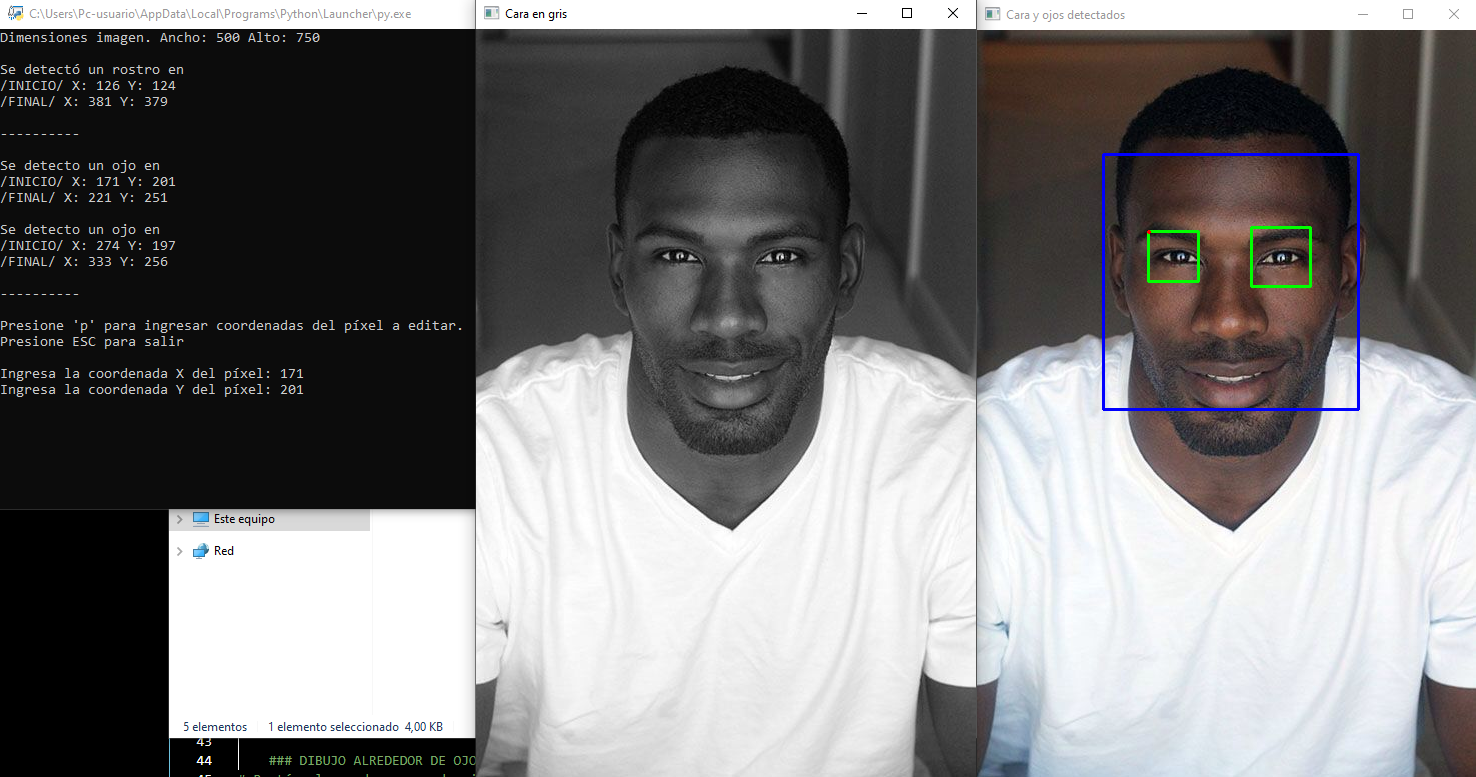 C:\Users\Pc-usuario\AppData\Local\Programs\Python\Launcher\py.exe
Dimensiones imagen. Ancho: 500 Alto: 750
Se detectó un rostro en
/INICIO/ X: 126 Y: 124
/FINAL/ X: 381 Y: 379
----------
Se detecto un ojo en
/INICIO/ X: 171 Y: 201
/FINAL/ X: 221 Y: 251
Se detecto un ojo en
/INICIO/ X: 274 Y: 197
/FINAL/ X: 333 Y: 256
----------
Presione 'p' para ingresar coordenadas del píxel a editar.
Presione ESC para salir
Ingresa la coordenada X del píxel: 171
Ingresa la coordenada Y del píxel: 201
Este equipo
Red
5 elementos 1 elemento seleccionado 4,00 KB
43
44 ### DIBUJO ALREDEDOR DE OJO
Cara en gris
Cara y ojos detectados